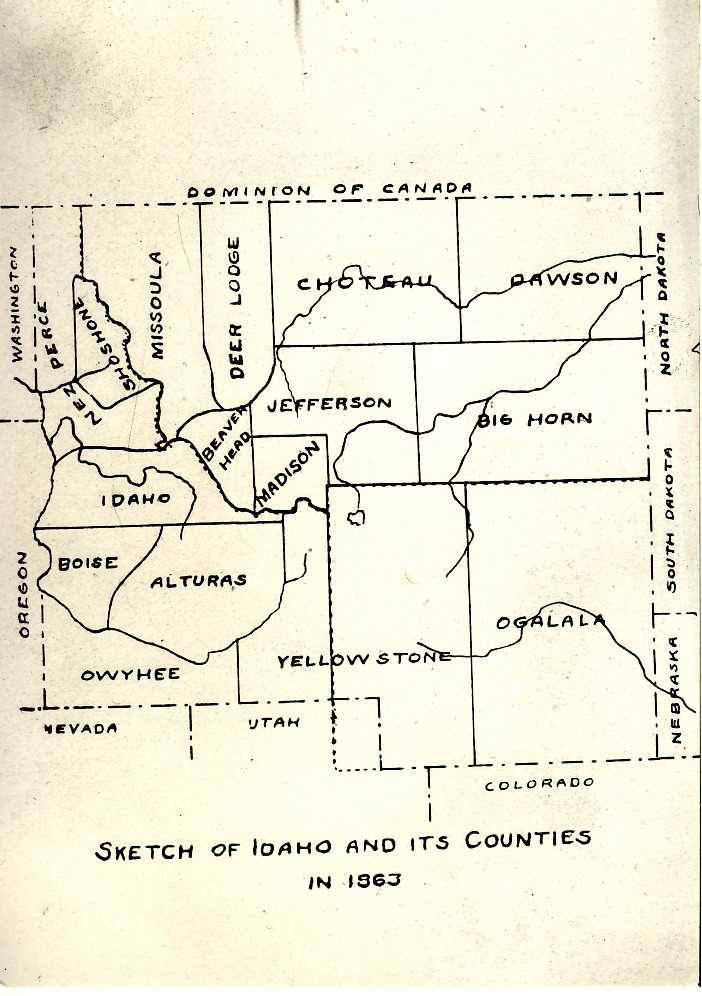 DOMINION OF CANADA
WASHINGTON
NEZ PERCE
SHOSHONE
MISSOULA
DEER LODGE
CHOTEAU
DAWSON
NORTH DAKOTA
JEFFERSON
BIG HORN
BEAVER
HEAD
MADISON
IDAHO
SOUTH DAKOTA
OREGON
BOISE
ALTURAS
OGALALA
OWYHEE
YELLOWSTONE
NEBRASKA
NEVADA
UTAH
COLORADO
SKETCH OF IDAHO AND ITS COUNTIES
IN 1863